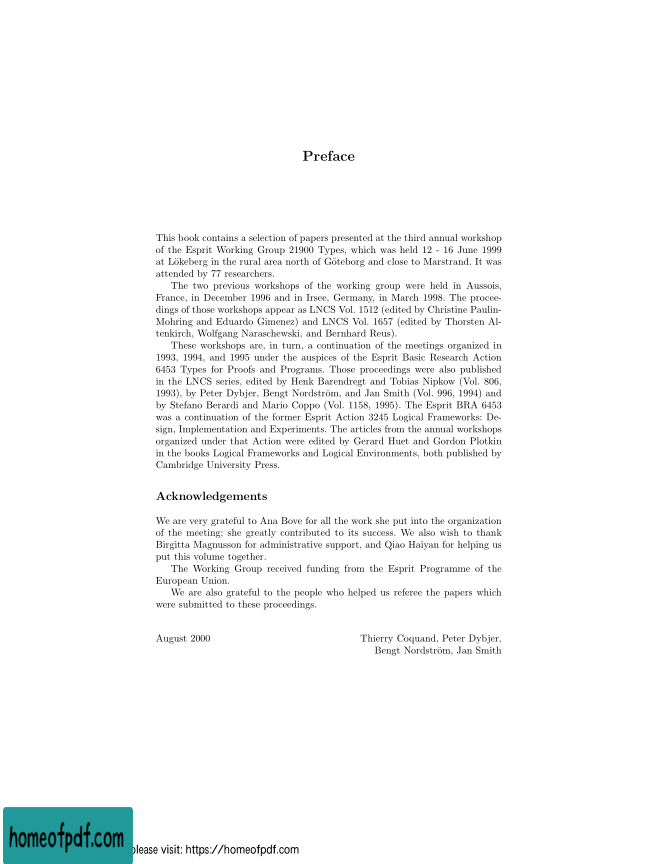 Preface
This book contains a selection of papers presented at the third annual workshop
of the Esprit Working Group 21900 Types, which was held 12 - 16 June 1999
at Lökeberg in the rural area north of Göteborg and close to Marstrand. It was
attended by 77 researchers.
The two previous workshops of the working group were held in Aussois,
France, in December 1996 and in Irsee, Germany, in March 1998. The procee-
dings of those workshops appear as LNCS Vol. 1512 (edited by Christine Paulin-
Mohring and Eduardo Gimenez) and LNCS Vol. 1657 (edited by Thorsten Al-
tenkirch, Wolfgang Naraschewski, and Bernhard Reus).
These workshops are, in turn, a continuation of the meetings organized in
1993, 1994, and 1995 under the auspices of the Esprit Basic Research Action
6453 Types for Proofs and Programs. Those proceedings were also published
in the LNCS series, edited by Henk Barendregt and Tobias Nipkow (Vol. 806,
1993), by Peter Dybjer, Bengt Nordström, and Jan Smith (Vol. 996, 1994) and
by Stefano Berardi and Mario Coppo (Vol. 1158, 1995). The Esprit BRA 6453
was a continuation of the former Esprit Action 3245 Logical Frameworks: De-
sign, Implementation and Experiments. The articles from the annual workshops
organized under that Action were edited by Gerard Huet and Gordon Plotkin
in the books Logical Frameworks and Logical Environments, both published by
Cambridge University Press.
Acknowledgements
We are very grateful to Ana Bove for all the work she put into the organization
of the meeting; she greatly contributed to its success. We also wish to thank
Birgitta Magnusson for administrative support, and Qiao Haiyan for helping us
put this volume together.
The Working Group received funding from the Esprit Programme of the
European Union.
We are also grateful to the people who helped us referee the papers which
were submitted to these proceedings.
August 2000 Thierry Coquand, Peter Dybjer,
Bengt Nordström, Jan Smith
homeofpdf.com
please visit: https://homeofpdf.com